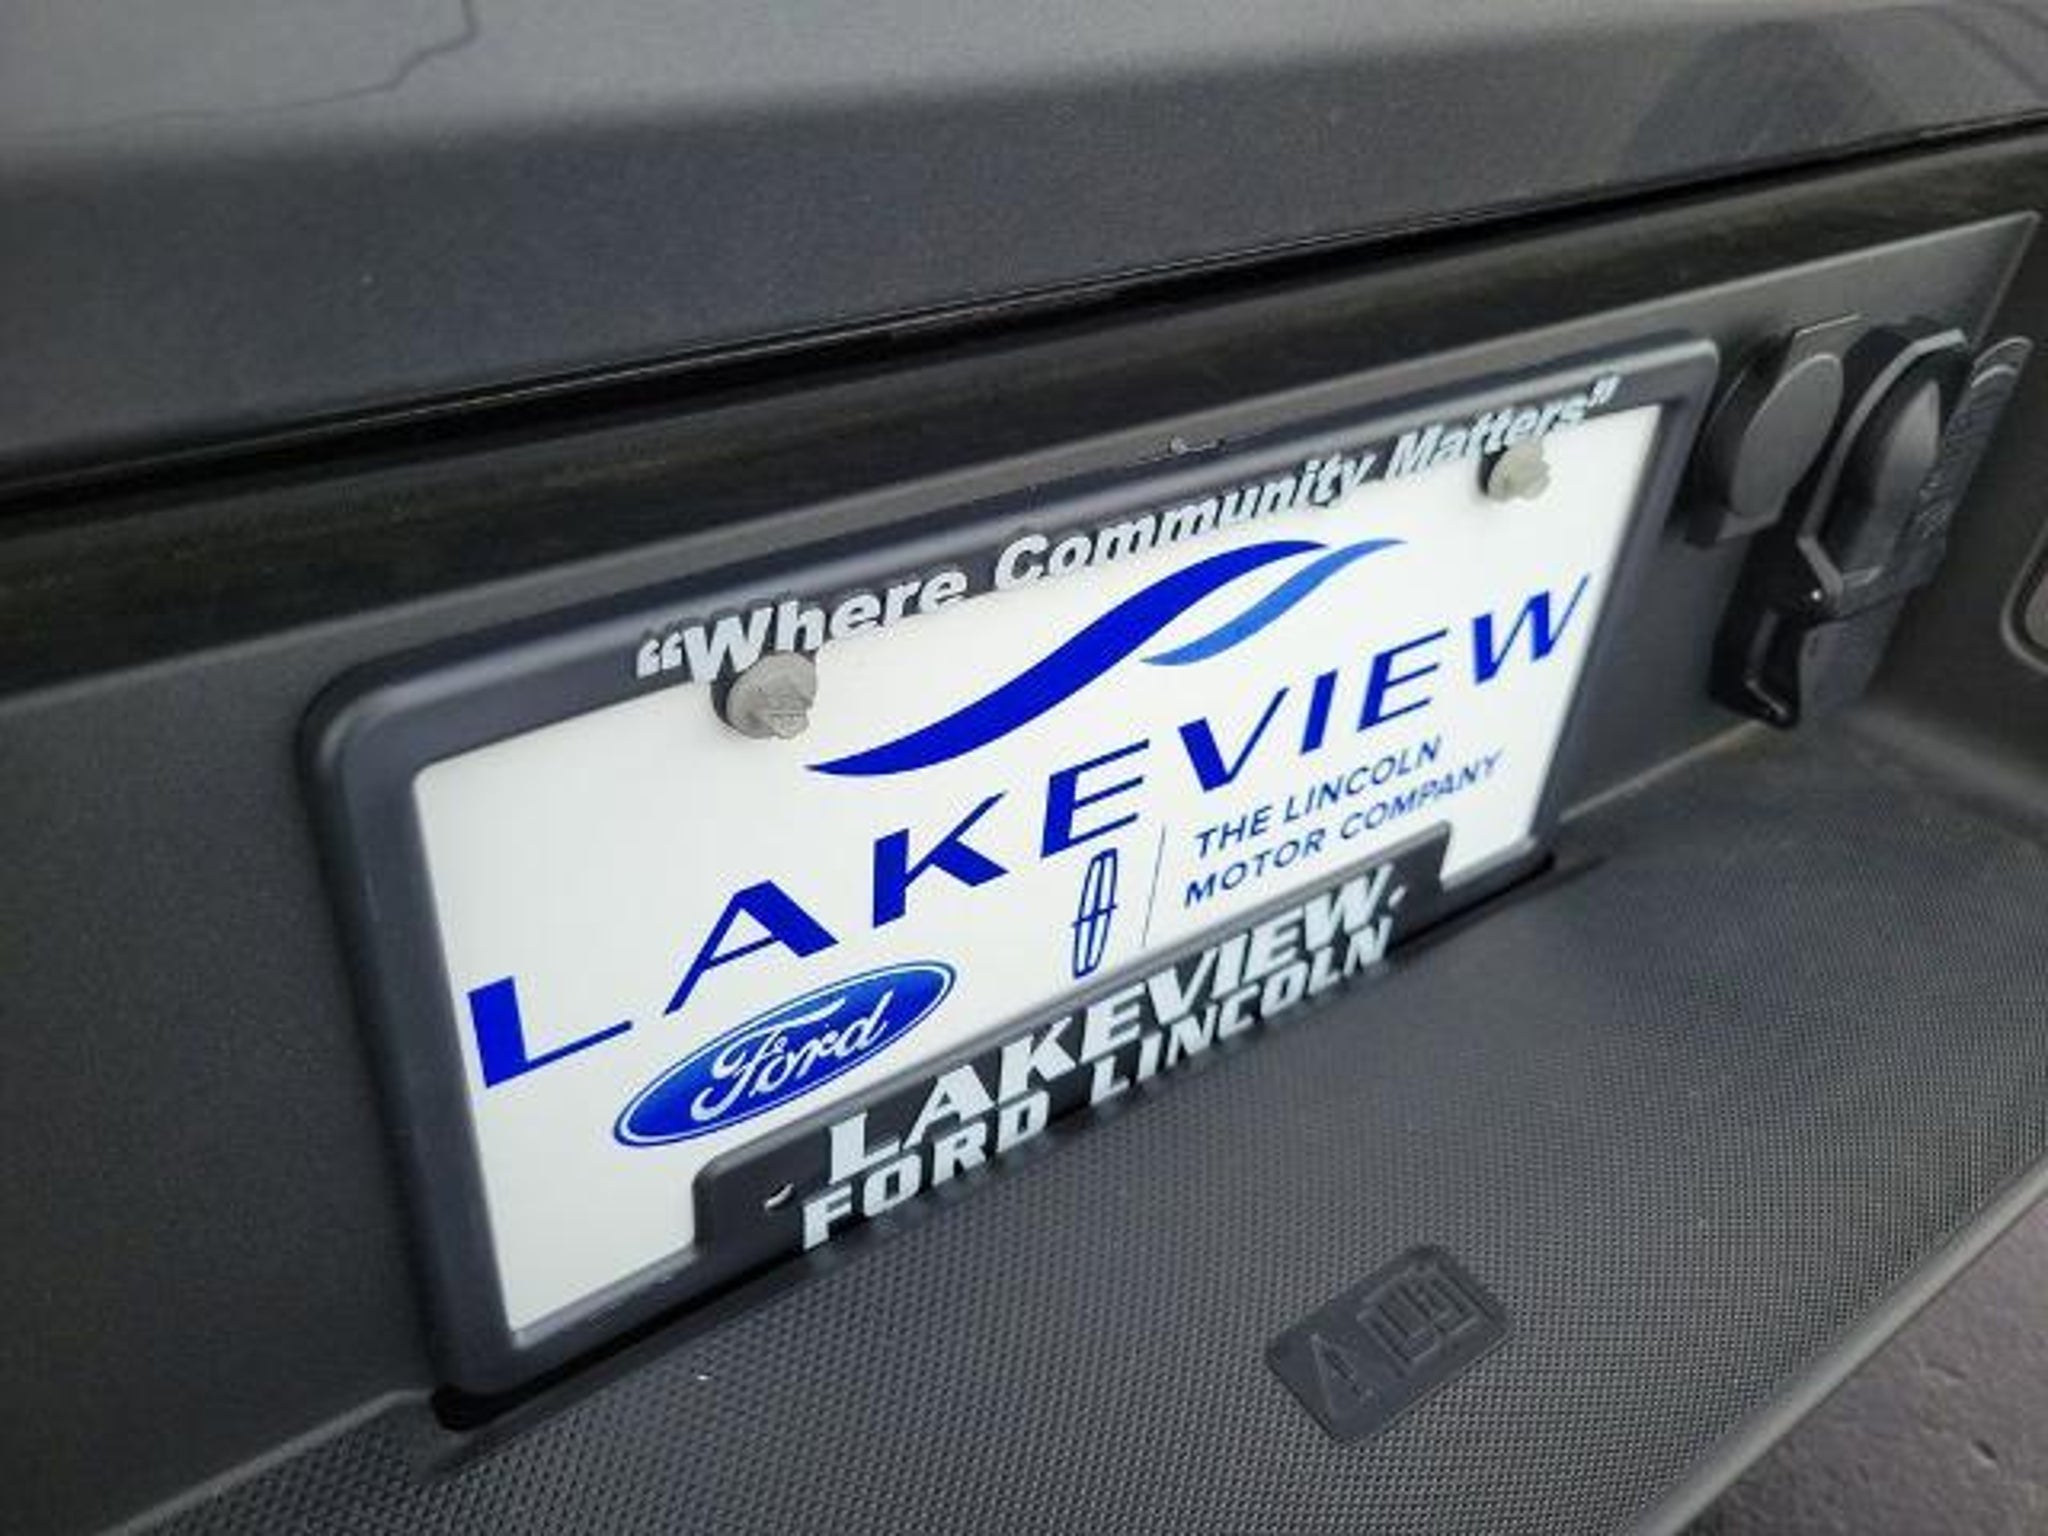 “Where Community Matters”
LAKEVIEW
Ford
THE LINCOLN
MOTOR COMPANY
LAKEVIEW
FORD LINCOLN